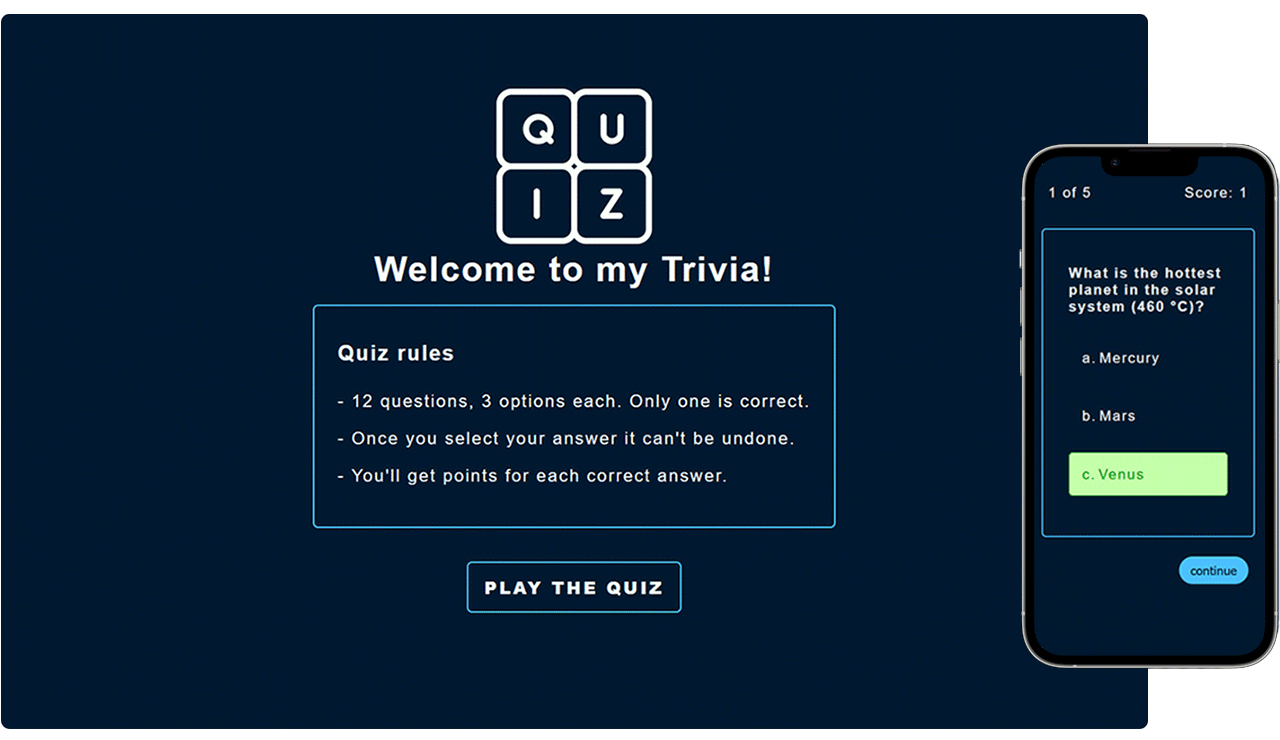 Q U
I Z
Welcome to my Trivia!
Quiz rules
- 12 questions, 3 options each. Only one is correct.
- Once you select your answer it can't be undone.
- You'll get points for each correct answer.
PLAY THE QUIZ
1 of 5 Score: 1
What is the hottest
planet in the solar
system (460 °C)?
a. Mercury
b. Mars
c. Venus
continue